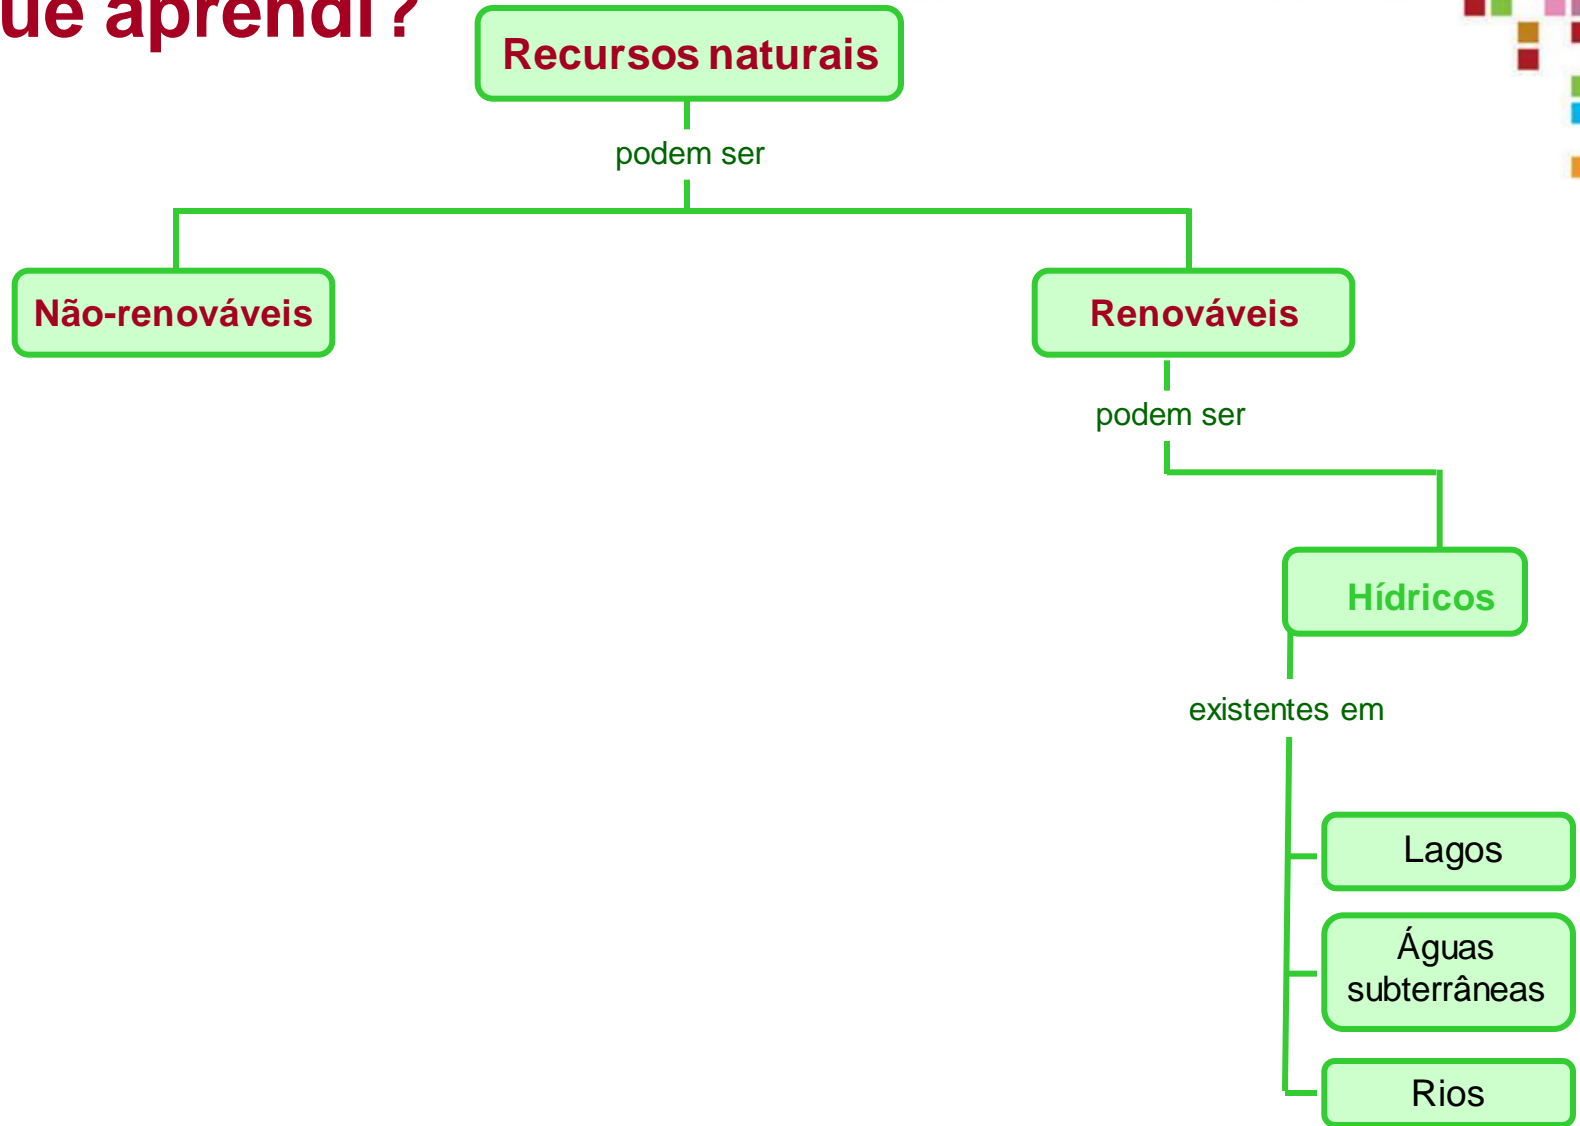 ue aprendi?
Recursos naturais
podem ser
Não-renováveis
Renováveis
podem ser
Hídricos
existentes em
Lagos
Águas
subterrâneas
Rios